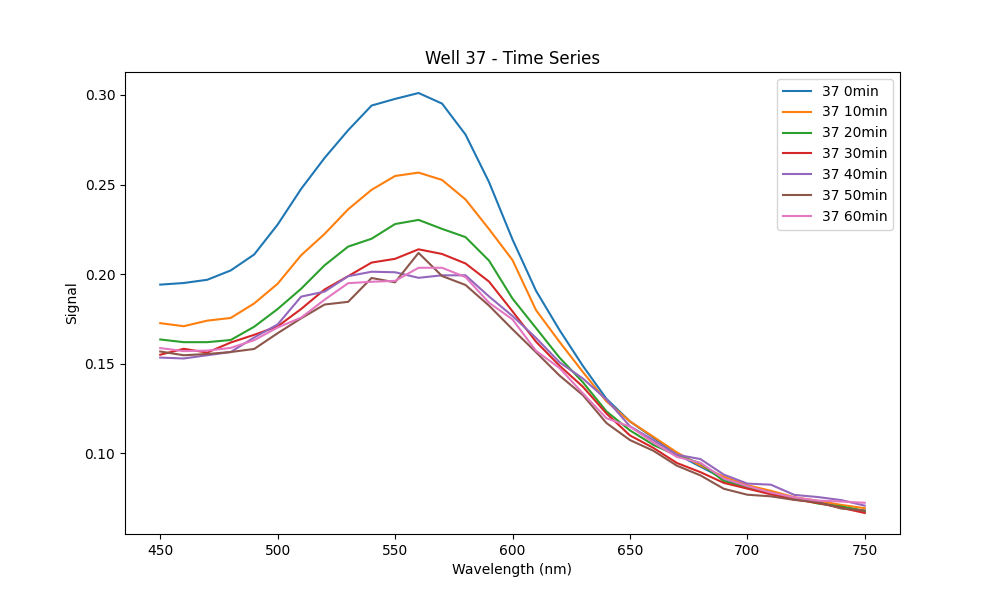 Well 37 - Time Series
37 0min
37 10min
37 20min
37 30min
37 40min
37 50min
37 60min
Signal
0.30
0.25
0.20
0.15
0.10
450 500 550 600 650 700 750
Wavelength (nm)